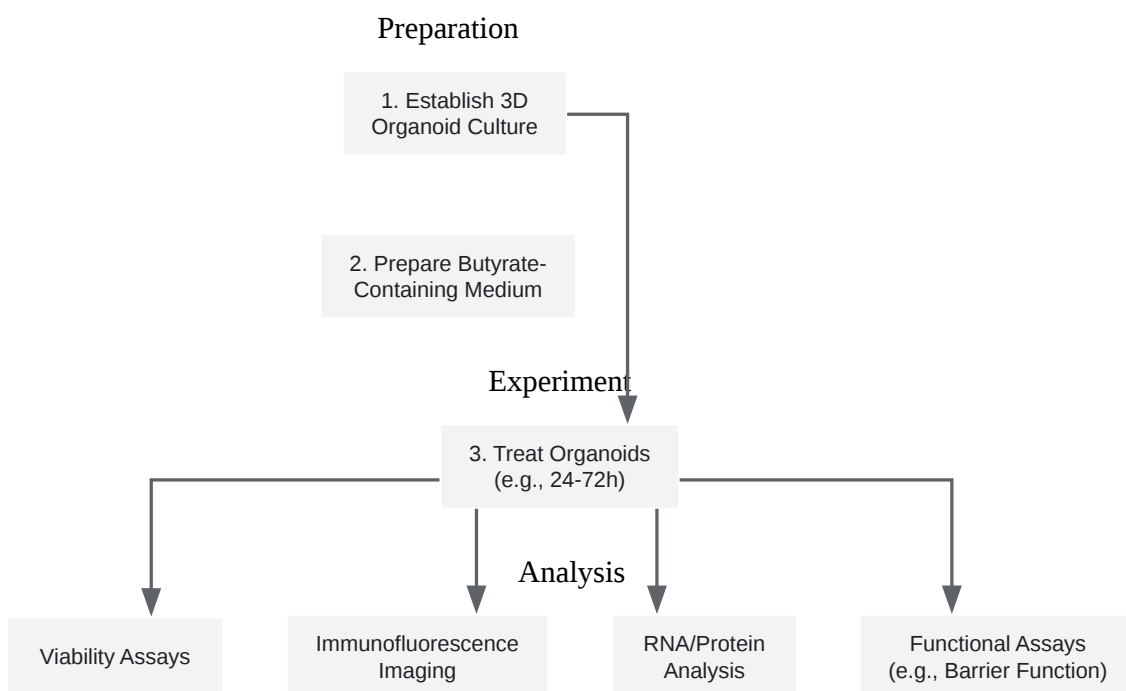 Preparation
1. Establish 3D
Organoid Culture
2. Prepare Butyrate-
Containing Medium
Experiment
3. Treat Organoids
(e.g., 24-72h)
Analysis
Viability Assays
Immunofluorescence
Imaging
RNA/Protein
Analysis
Functional Assays
(e.g., Barrier Function)